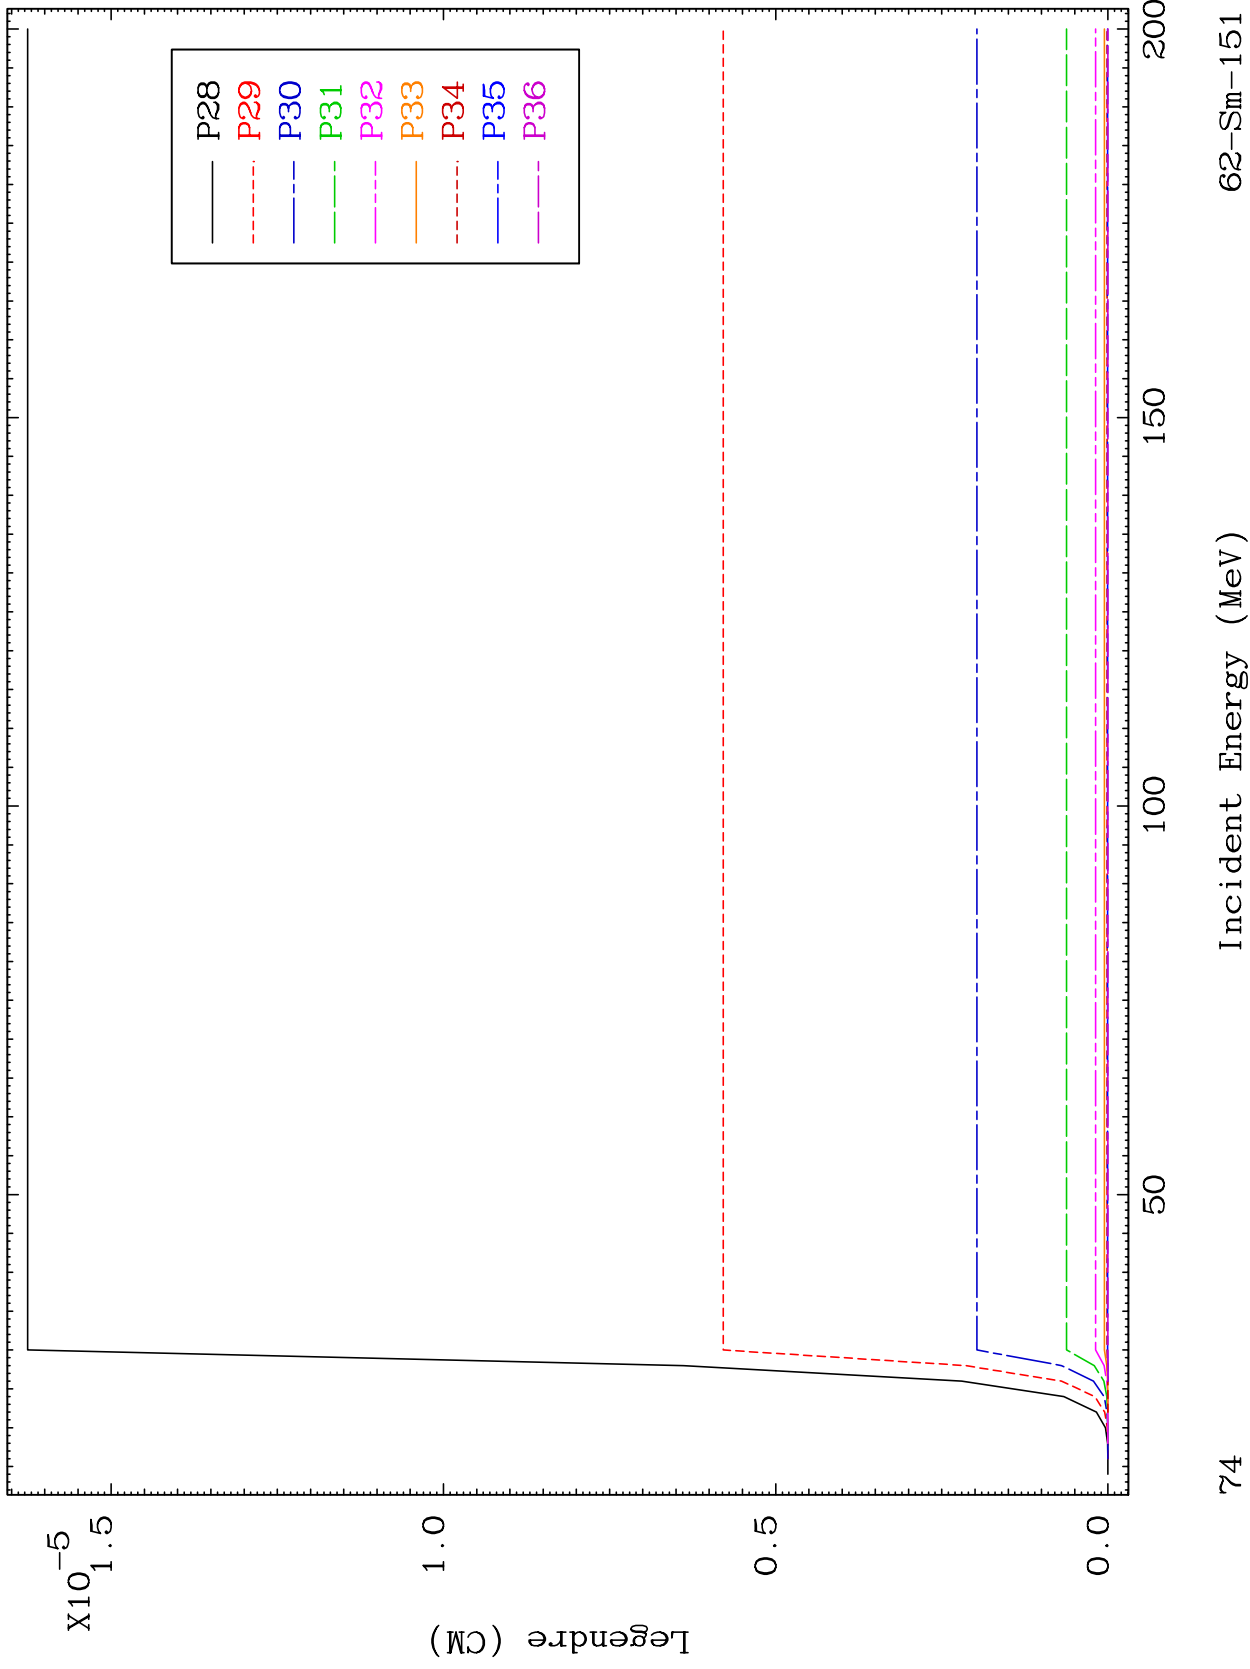 X10-5
1.5
1.0
0.5
0.0
Legendre (CM)
P28
P29
P30
P31
P32
P33
P34
P35
P36
50
100
150
200
Incident Energy (MeV)
74
62-Sm-151